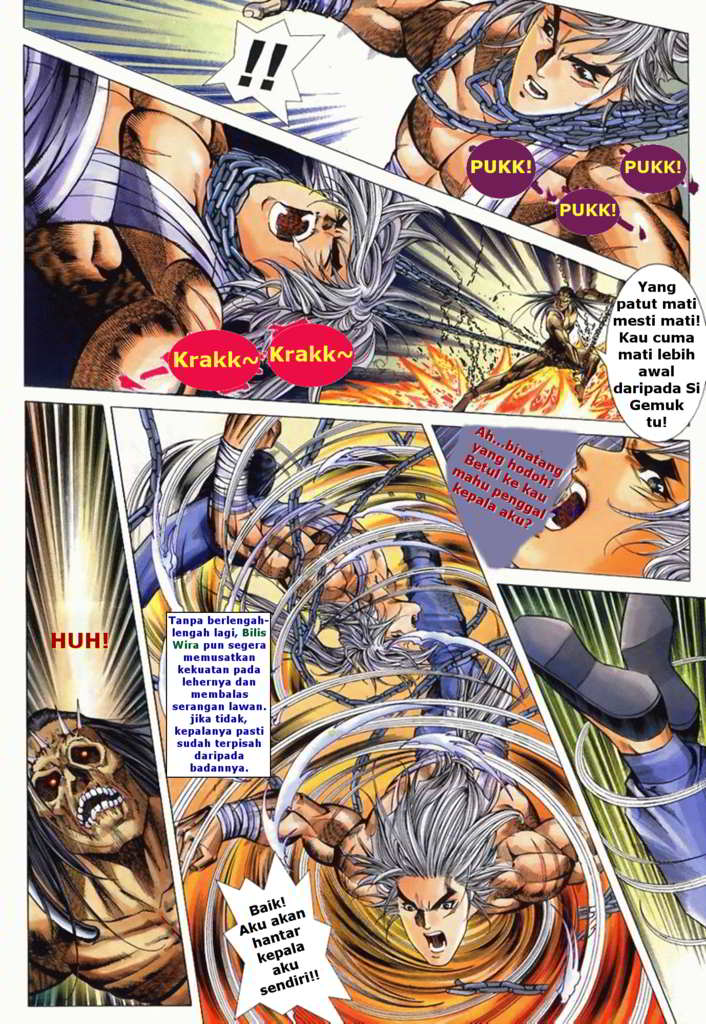 !!
PUKK!
PUKK!
PUKK!
Krakk~
Krakk~
Yang
patut mati
mesti mati!
Kau cuma
mati lebih
awal
daripada Si
Gemuk
tu!
HUH!
Tanpa berlengah-
lengah lagi, Bilis
Wira pun segera
memusatkan
kekuatan pada
lehernya dan
membalas
serangan lawan.
jika tidak,
kepalanya pasti
sudah terpisah
daripada
badannya.
Ah...binatang
yang hodoh!
Betul ke kau
mahu penggal
kepala aku?
Baik!
Aku akan
hantar
kepala
aku
sendiri!!